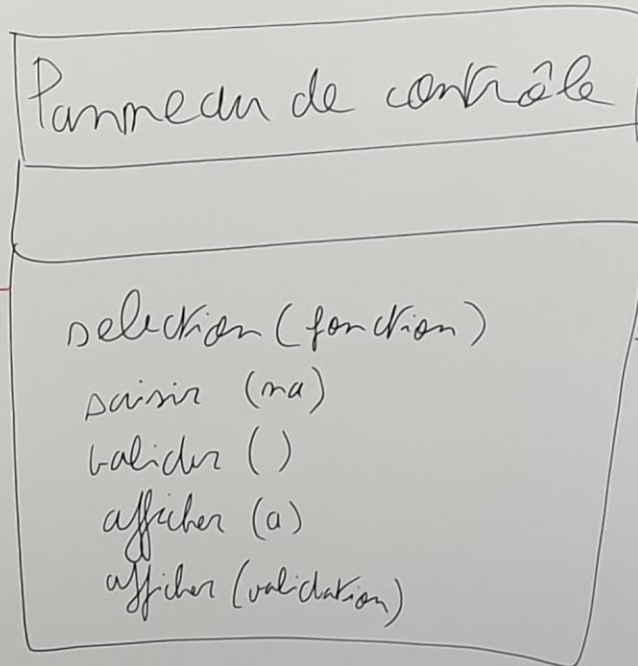 Panneau de contrôle
selection (fonction)
saisir (ma)
valider ()
afficher (a)
afficher (validation)